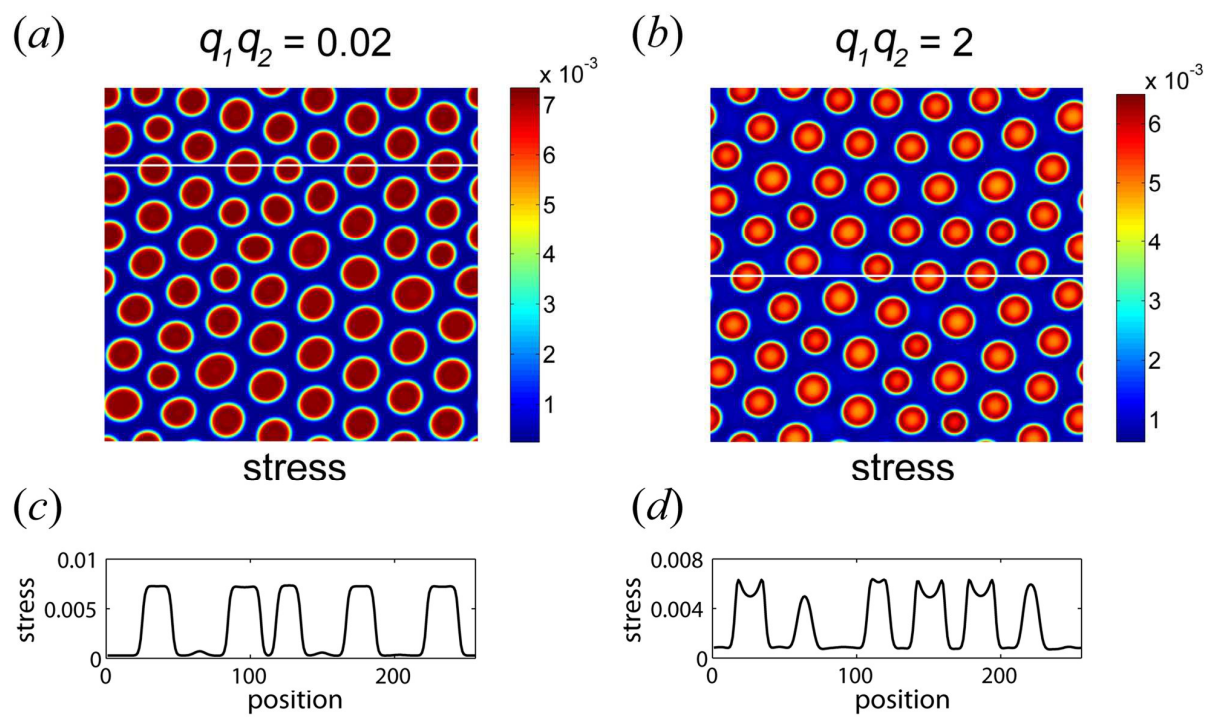 (a)
q1q2 = 0.02
x 10-3
7
6
5
4
3
2
1
stress
(b)
q1q2 = 2
x 10-3
6
5
4
3
2
1
stress
(c)
0.01
0.005
0
stress
0
100
200
position
(d)
0.008
0.004
0
stress
0
100
200
position